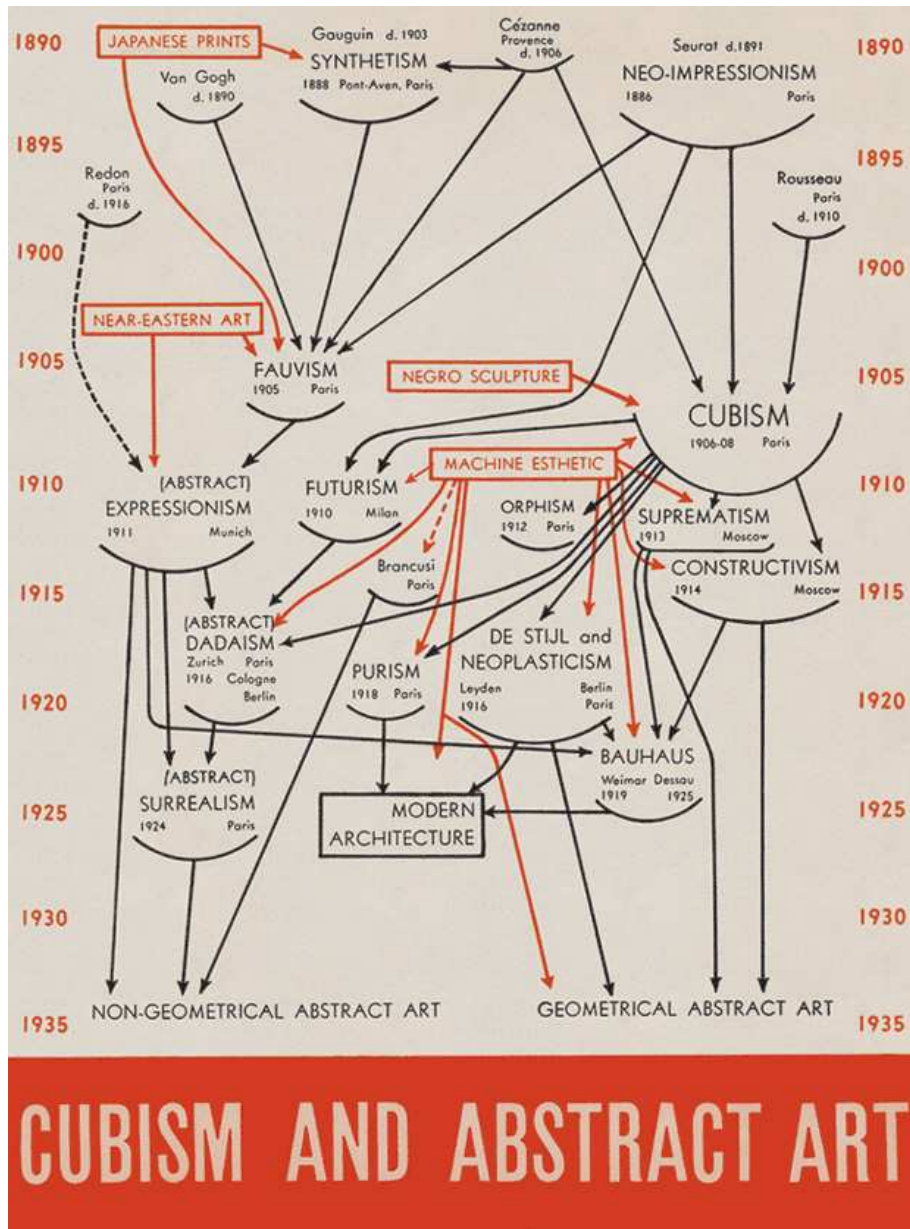 1890
JAPANESE PRINTS
Gauguin d. 1903
SYNTHETISM
1888 Pont-Aven, Paris
Cézanne
Provence
d. 1906
Seurat d.1891
NEO-IMPRESSIONISM
1886 Paris
1890
Van Gogh
d. 1890
1895
1895
Redon
Paris
d. 1916
Rousseau
Paris
d. 1910
1900
1900
NEAR-EASTERN ART
1905
FAUVISM
1905 Paris
NEGRO SCULPTURE
1905
CUBISM
1906-08 Paris
MACHINE ESTHETIC
1910
(ABSTRACT)
EXPRESSIONISM
1911 Munich
FUTURISM
1910 Milan
ORPHISM
1912 Paris
SUPREMATISM
1913 Moscow
1910
Brancusi
Paris
CONSTRUCTIVISM
1914 Moscow
1915
1915
(ABSTRACT)
DADAISM
Zurich Paris
1916 Cologne
Berlin
PURISM
1918 Paris
DE STIJL and
NEOPLASTICISM
Leyden Berlin
1916 Paris
1920
1920
BAUHAUS
Weimar Dessau
1919 1925
(ABSTRACT)
SURREALISM
1924 Paris
MODERN
ARCHITECTURE
1925
1925
1930
1930
NON-GEOMETRICAL ABSTRACT ART
GEOMETRICAL ABSTRACT ART
1935
1935
CUBISM AND ABSTRACT ART